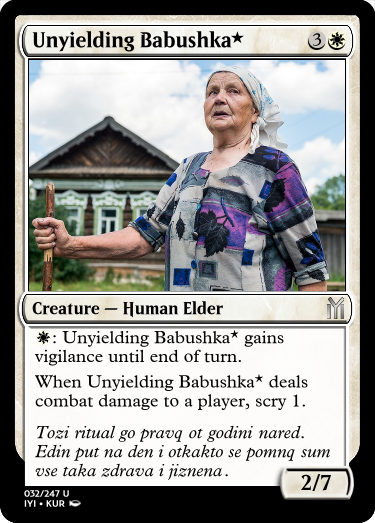 Unyielding Babushka★ 3
Creature — Human Elder
: Unyielding Babushka★ gains
vigilance until end of turn.
When Unyielding Babushka★ deals
combat damage to a player, scry 1.
Tozi ritual go pravq ot godini nared.
Edin put na den i otkakto se pomnq sum
vse taka zdrava i jiznena.
2/7
032/247 U
IYI • KUR